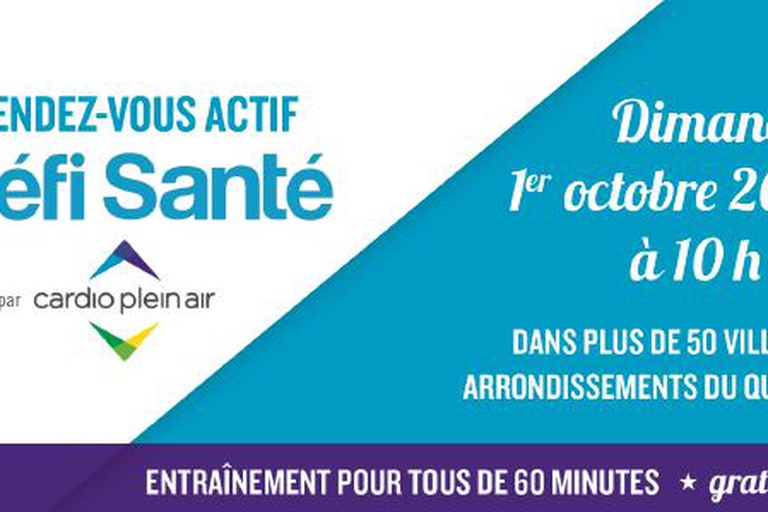 ENDEZ-VOUS ACTIF
éfi Santé
par cardio plein air
Diman
1er octobre 20
à 10 h
DANS PLUS DE 50 VILL
ARRONDISSEMENTS DU QU
ENTRAÎNEMENT POUR TOUS DE 60 MINUTES ★ grat